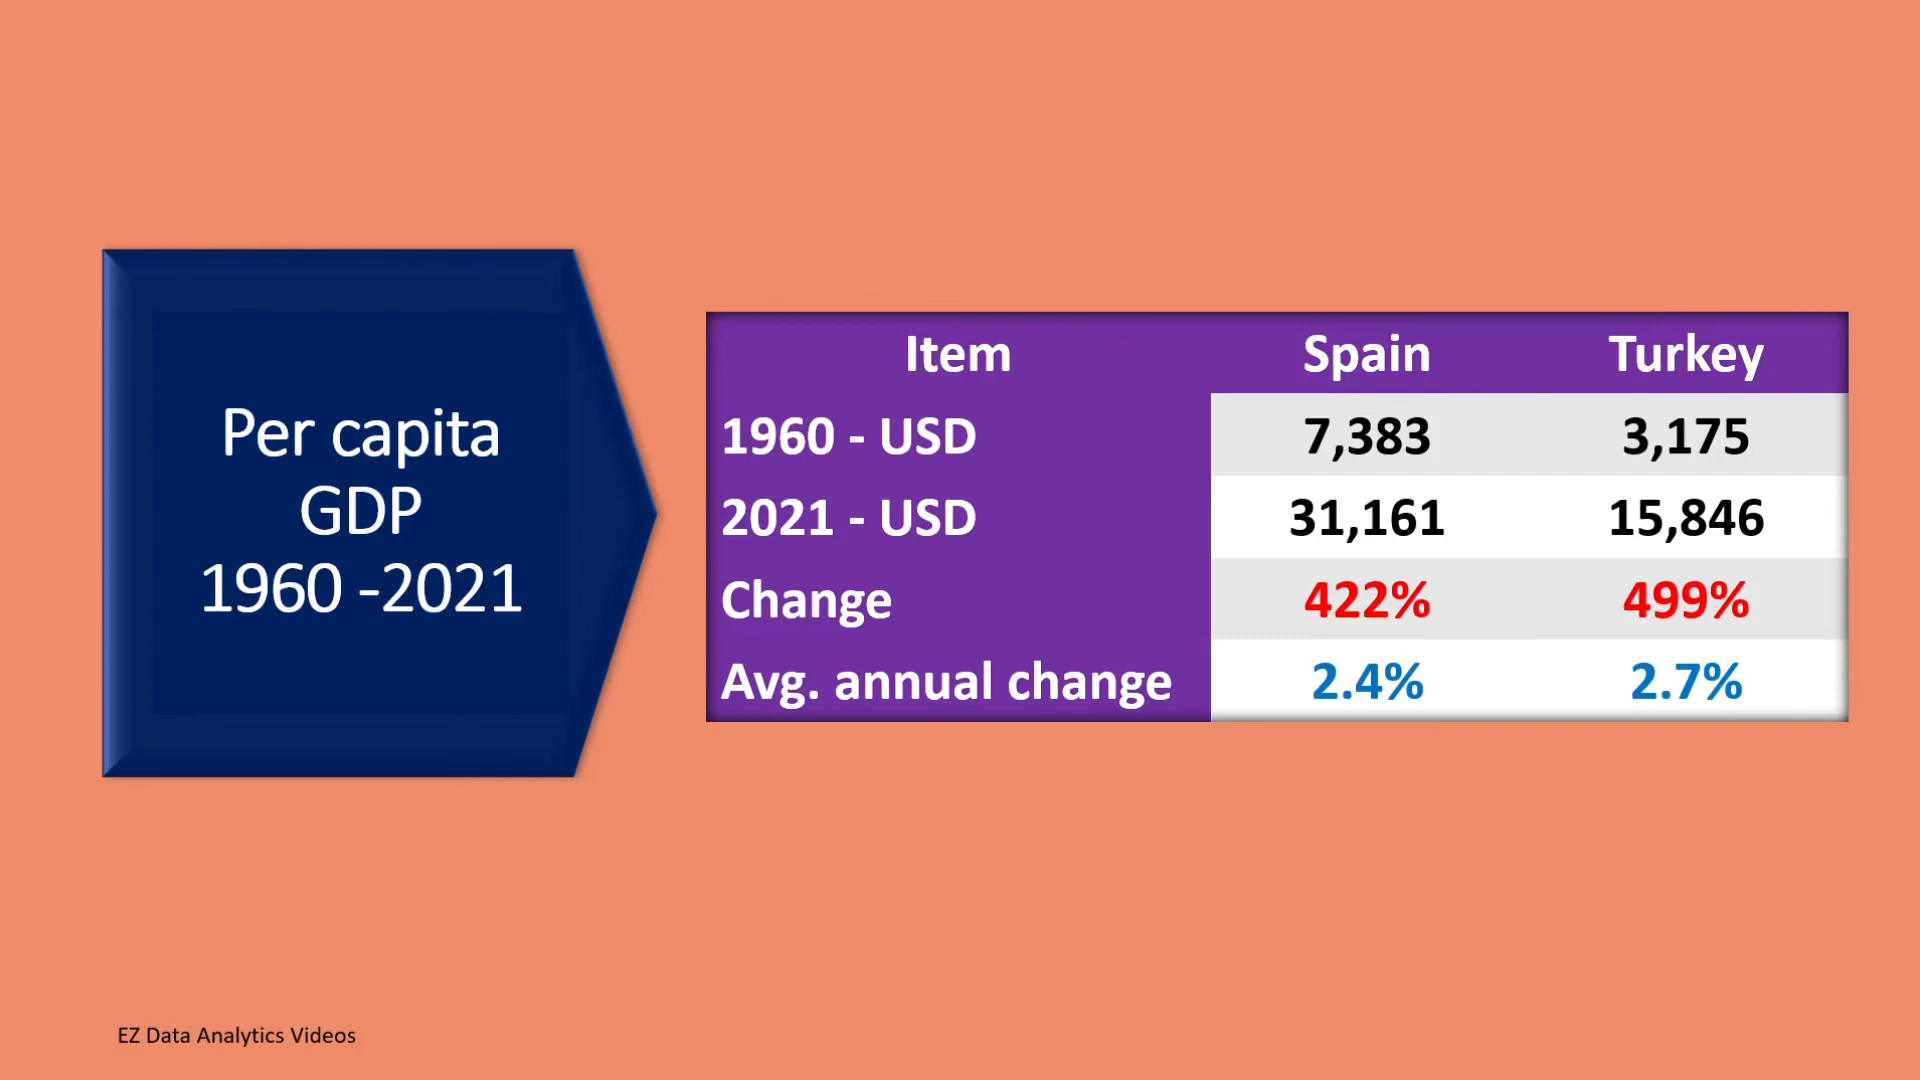 Per capita
GDP
1960 -2021
Item Spain Turkey
1960 - USD 7,383 3,175
2021 - USD 31,161 15,846
Change 422% 499%
Avg. annual change 2.4% 2.7%
EZ Data Analytics Videos